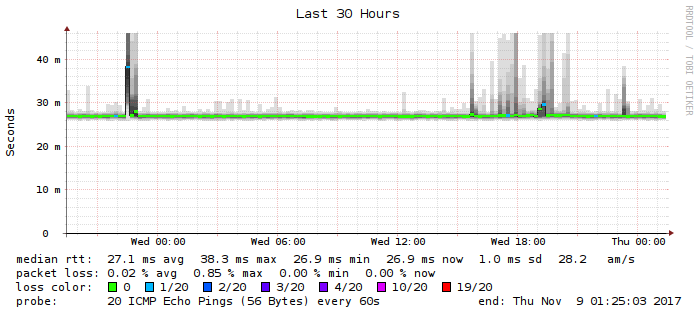 Last 30 Hours
RRDTOOL / TOBI OETIKER
Seconds
40 m
30 m
20 m
10 m
0
Wed 00:00 Wed 06:00 Wed 12:00 Wed 18:00 Thu 00:00
median rtt: 27.1 ms avg 38.3 ms max 26.9 ms min 26.9 ms now 1.0 ms sd 28.2 am/s
packet loss: 0.02 % avg 0.85 % max 0.00 % min 0.00 % now
loss color: 0 1/20 2/20 3/20 4/20 10/20 19/20
probe: 20 ICMP Echo Pings (56 Bytes) every 60s end: Thu Nov 9 01:25:03 2017